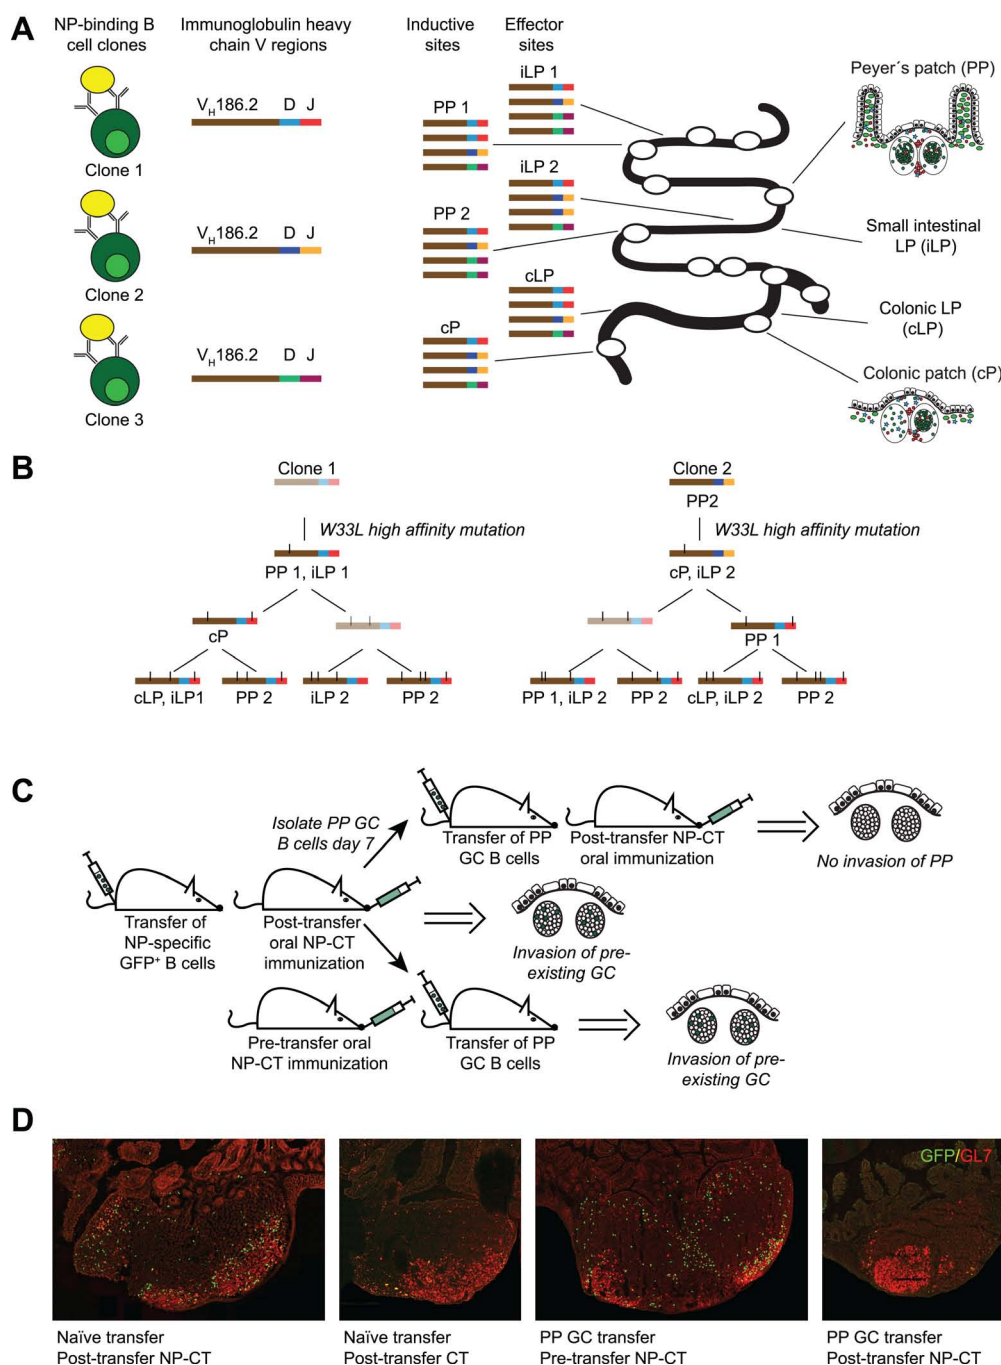 A
NP-binding B
cell clones
Immunoglobulin heavy
chain V regions
Inductive
sites
Effector
sites
Clone 1
V_H186.2 D J
Clone 2
V_H186.2 D J
Clone 3
V_H186.2 D J
PP 1
PP 2
cP
iLP 1
iLP 2
cLP
Peyer´s patch (PP)
Small intestinal
LP (iLP)
Colonic LP
(cLP)
Colonic patch (cP)
B
Clone 1
W33L high affinity mutation
PP 1, iLP 1
cP
cLP, iLP1
PP 2
iLP 2
PP 2
Clone 2
PP2
W33L high affinity mutation
cP, iLP 2
PP 1
PP 1, iLP 2
PP 2
cLP, iLP 2
PP 2
C
Isolate PP GC
B cells day 7
Transfer of PP
GC B cells
Post-transfer NP-CT
oral immunization
No invasion of PP
Transfer of
NP-specific
GFP+ B cells
Post-transfer
oral NP-CT
immunization
Invasion of pre-
existing GC
Pre-transfer oral
NP-CT immunization
Transfer of PP
GC B cells
Invasion of pre-
existing GC
D
GFP/GL7
Naïve transfer
Post-transfer NP-CT
Naïve transfer
Post-transfer CT
PP GC transfer
Pre-transfer NP-CT
PP GC transfer
Post-transfer NP-CT